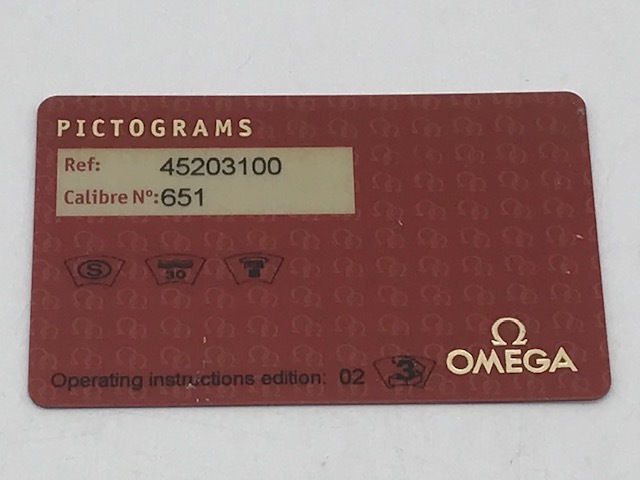 PICTOGRAMS
Ref: 45203100
Calibre Nº: 651
S
30
Operating instructions edition: 02 3
Ω
OMEGA